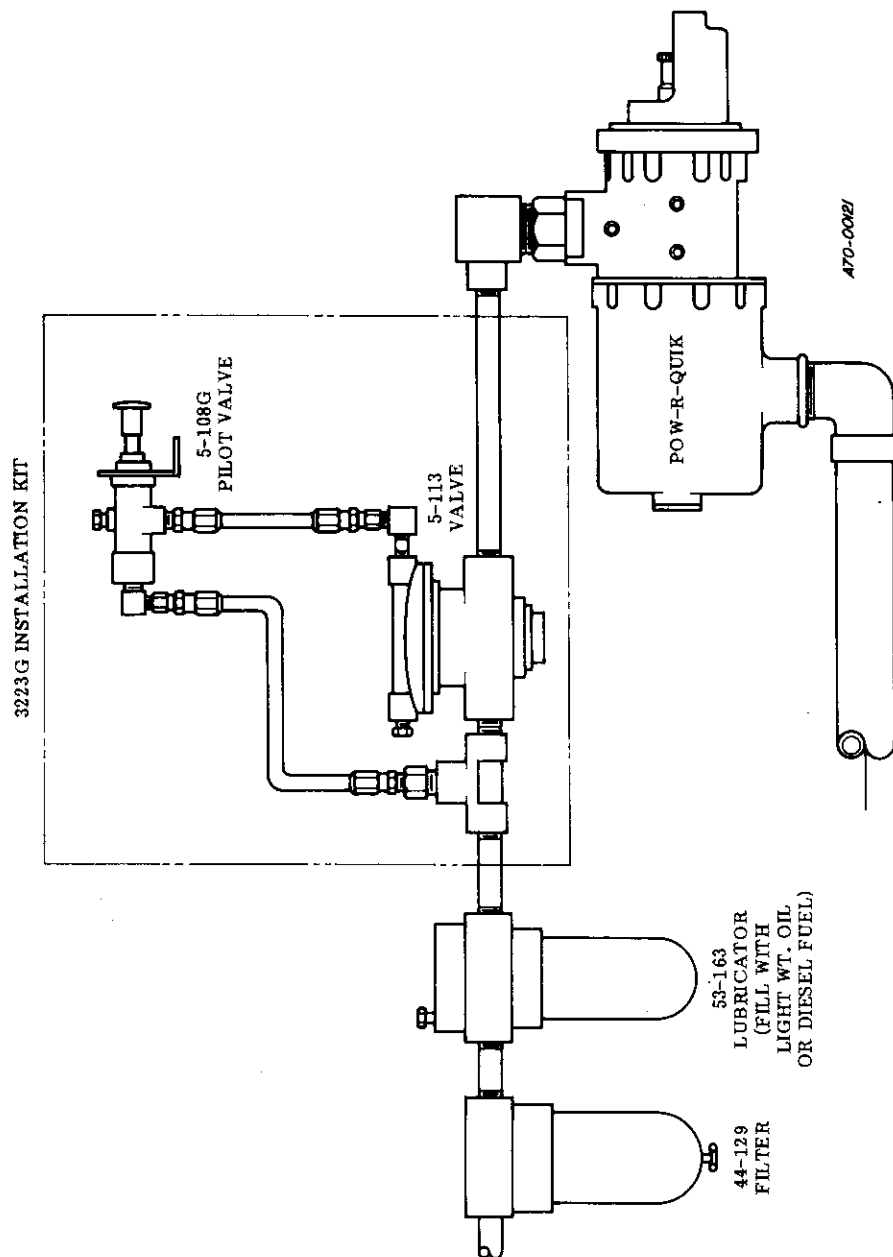 3223G INSTALLATION KIT
5-108G
PILOT VALVE
5-113
VALVE
POW-R-QUIK
A70-00121
53-163
LUBRICATOR
(FILL WITH
LIGHT WT. OIL
OR DIESEL FUEL)
44-129
FILTER